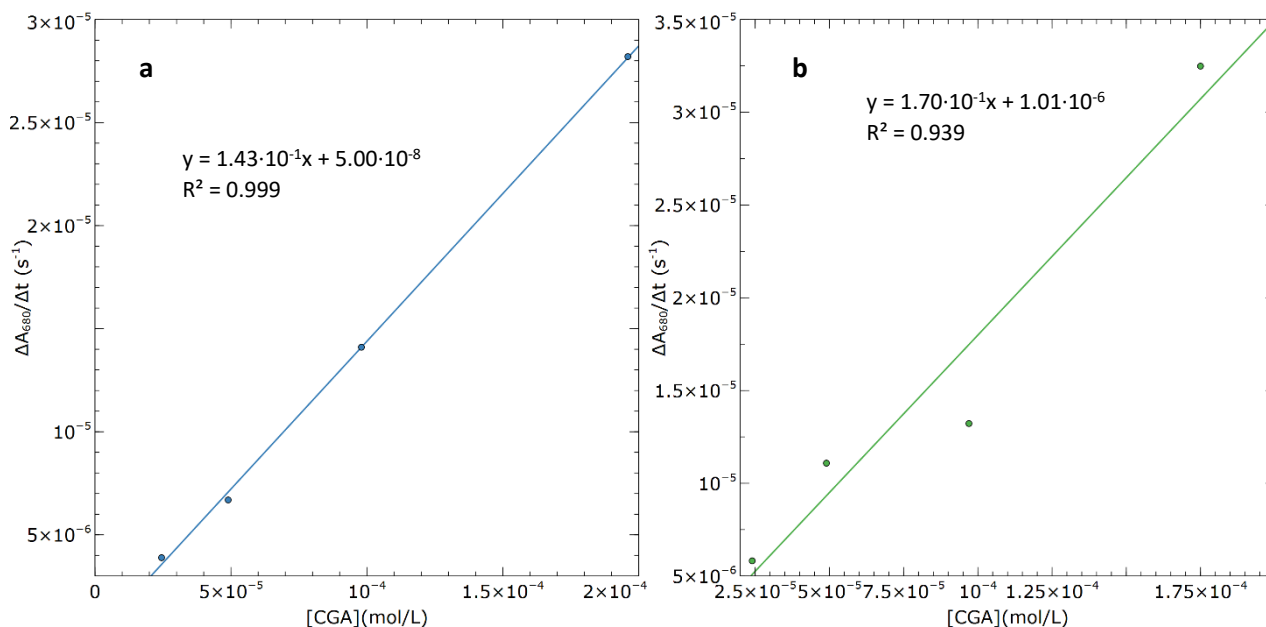 a
y = 1.43·10⁻¹x + 5.00·10⁻⁸
R² = 0.999
3×10⁻⁵
2.5×10⁻⁵
2×10⁻⁵
10⁻⁵
5×10⁻⁶
ΔA₆₈₀/Δt (s⁻¹)
0
5×10⁻⁵
10⁻⁴
1.5×10⁻⁴
2×10⁻⁴
[CGA](mol/L)
b
y = 1.70·10⁻¹x + 1.01·10⁻⁶
R² = 0.939
3.5×10⁻⁵
3×10⁻⁵
2.5×10⁻⁵
2×10⁻⁵
1.5×10⁻⁵
10⁻⁵
5×10⁻⁶
ΔA₆₈₀/Δt (s⁻¹)
2.5×10⁻⁵
5×10⁻⁵
7.5×10⁻⁵
10⁻⁴
1.25×10⁻⁴
1.75×10⁻⁴
[CGA](mol/L)